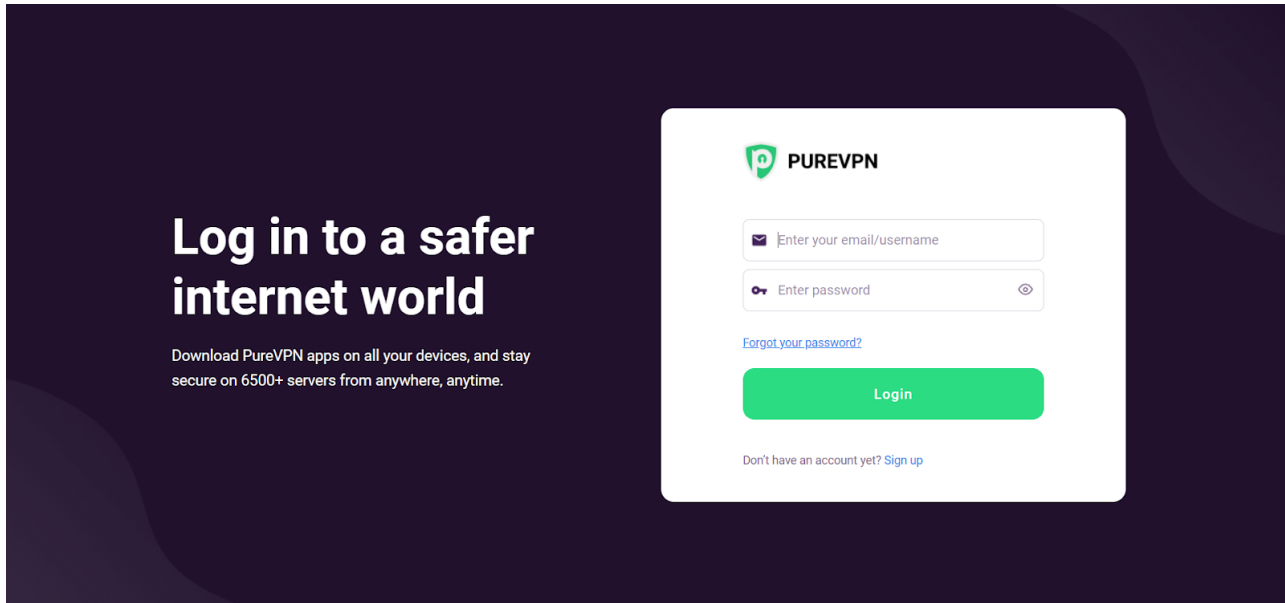 Log in to a safer
internet world
Download PureVPN apps on all your devices, and stay
secure on 6500+ servers from anywhere, anytime.
PUREVPN
Enter your email/username
Enter password
Forgot your password?
Login
Don't have an account yet? Sign up